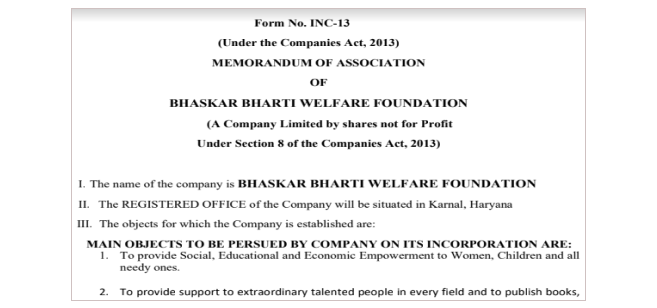 Form No. INC-13
(Under the Companies Act, 2013)
MEMORANDUM OF ASSOCIATION
OF
BHASKAR BHARTI WELFARE FOUNDATION
(A Company Limited by shares not for Profit
Under Section 8 of the Companies Act, 2013)
I. The name of the company is BHASKAR BHARTI WELFARE FOUNDATION
II. The REGISTERED OFFICE of the Company will be situated in Karnal, Haryana
III. The objects for which the Company is established are:
MAIN OBJECTS TO BE PERSUED BY COMPANY ON ITS INCORPORATION ARE:
1. To provide Social, Educational and Economic Empowerment to Women, Children and all
needy ones.
2. To provide support to extraordinary talented people in every field and to publish books,